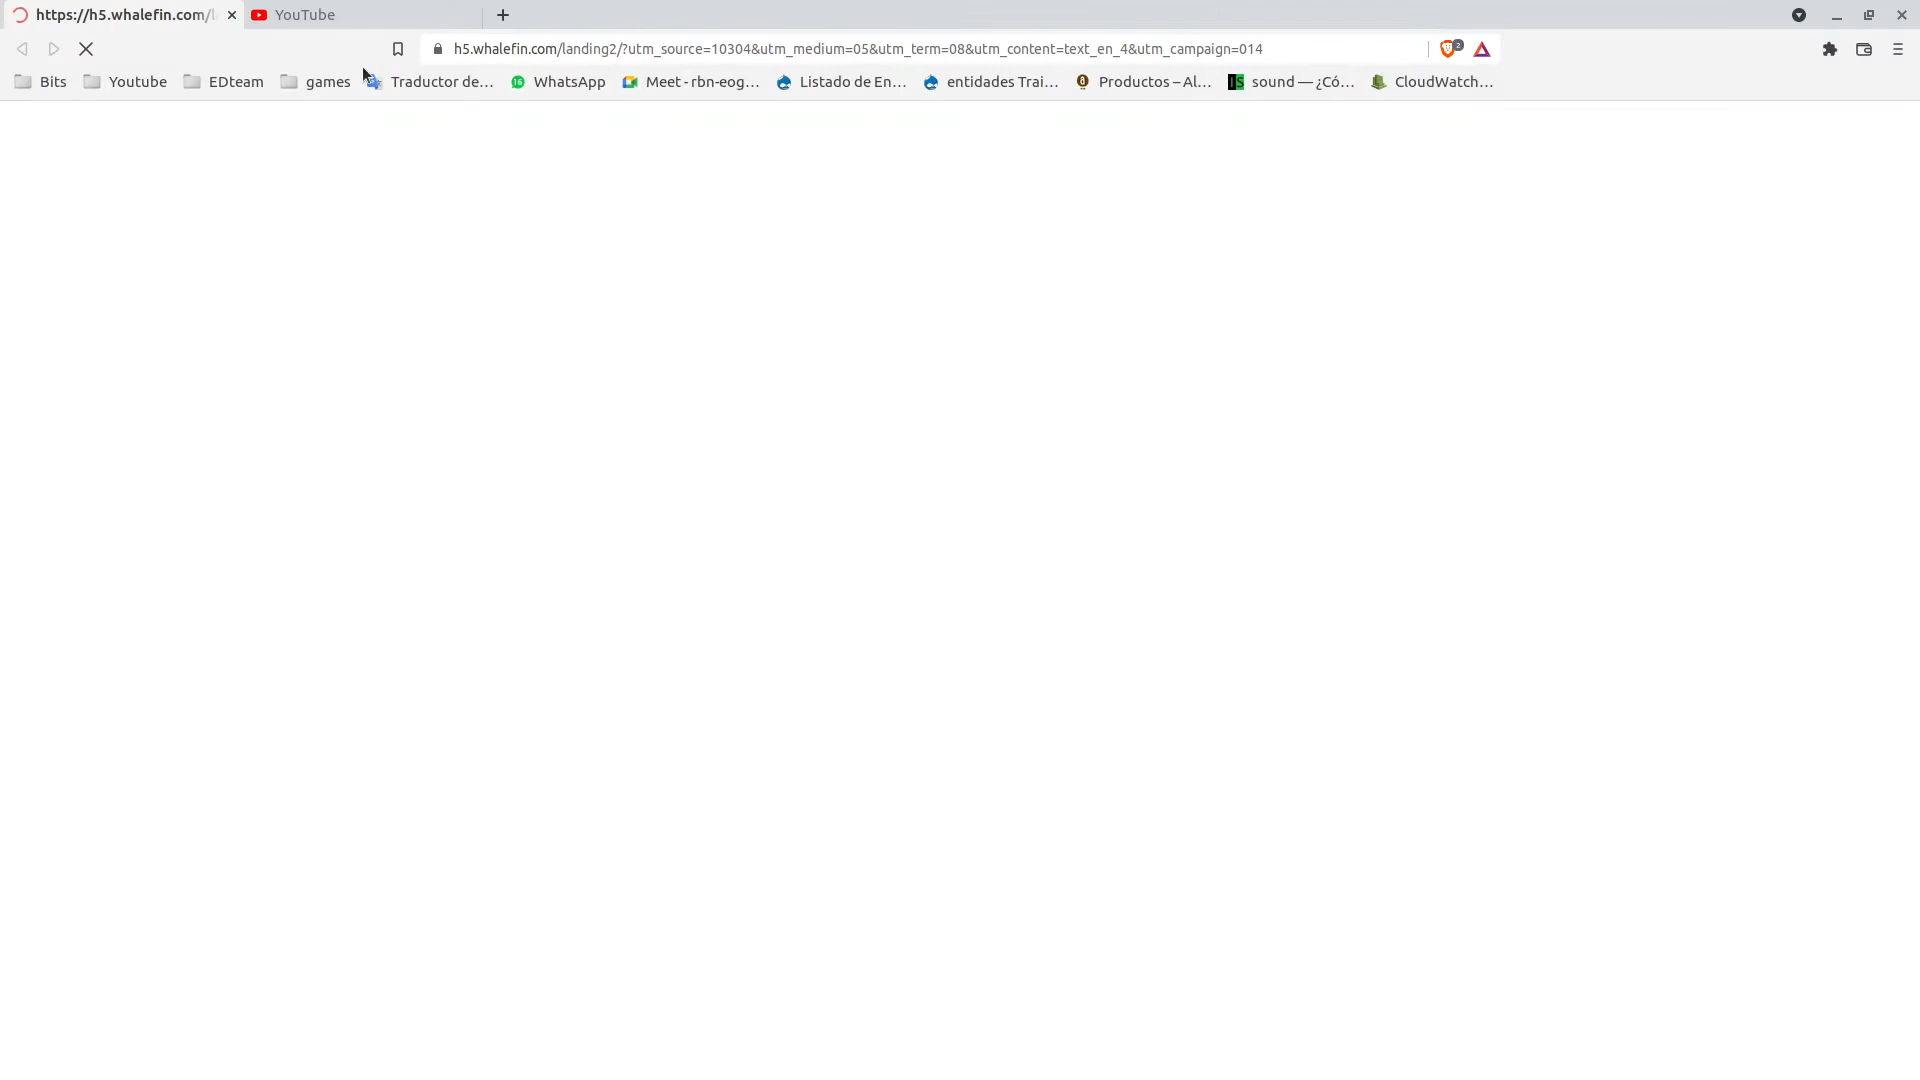 https://h5.whalefin.com/l
YouTube
h5.whalefin.com/landing2/?utm_source=10304&utm_medium=05&utm_term=08&utm_content=text_en_4&utm_campaign=014
2
Bits
Youtube
EDteam
games
Traductor de...
16
WhatsApp
Meet - rbn-eog...
Listado de En...
entidades Trai...
Productos – Al...
sound — ¿Có...
CloudWatch...